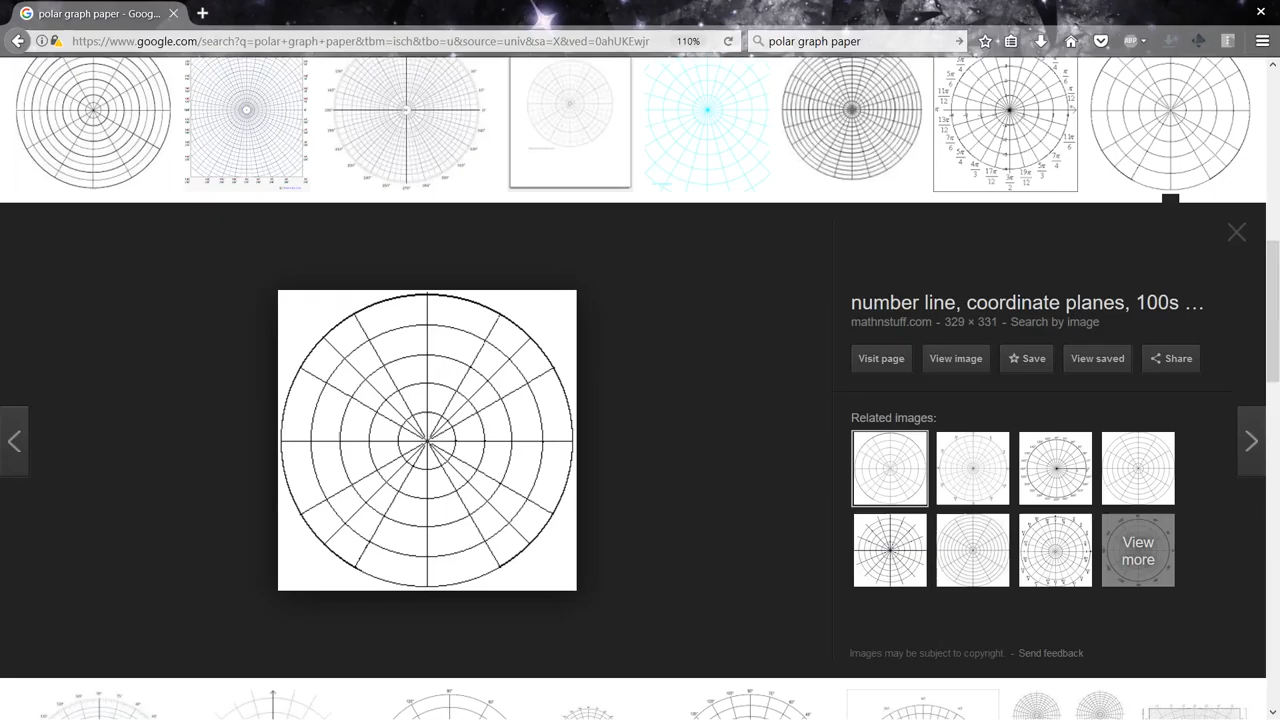 polar graph paper - Goog...
https://www.google.com/search?q=polar+graph+paper&tbm=isch&tbo=u&source=univ&sa=X&ved=0ahUKEwjr
110%
polar graph paper
number line, coordinate planes, 100s …
mathnstuff.com - 329 × 331 - Search by image
Visit page
View image
Save
View saved
Share
Related images:
View
more
Images may be subject to copyright. - Send feedback